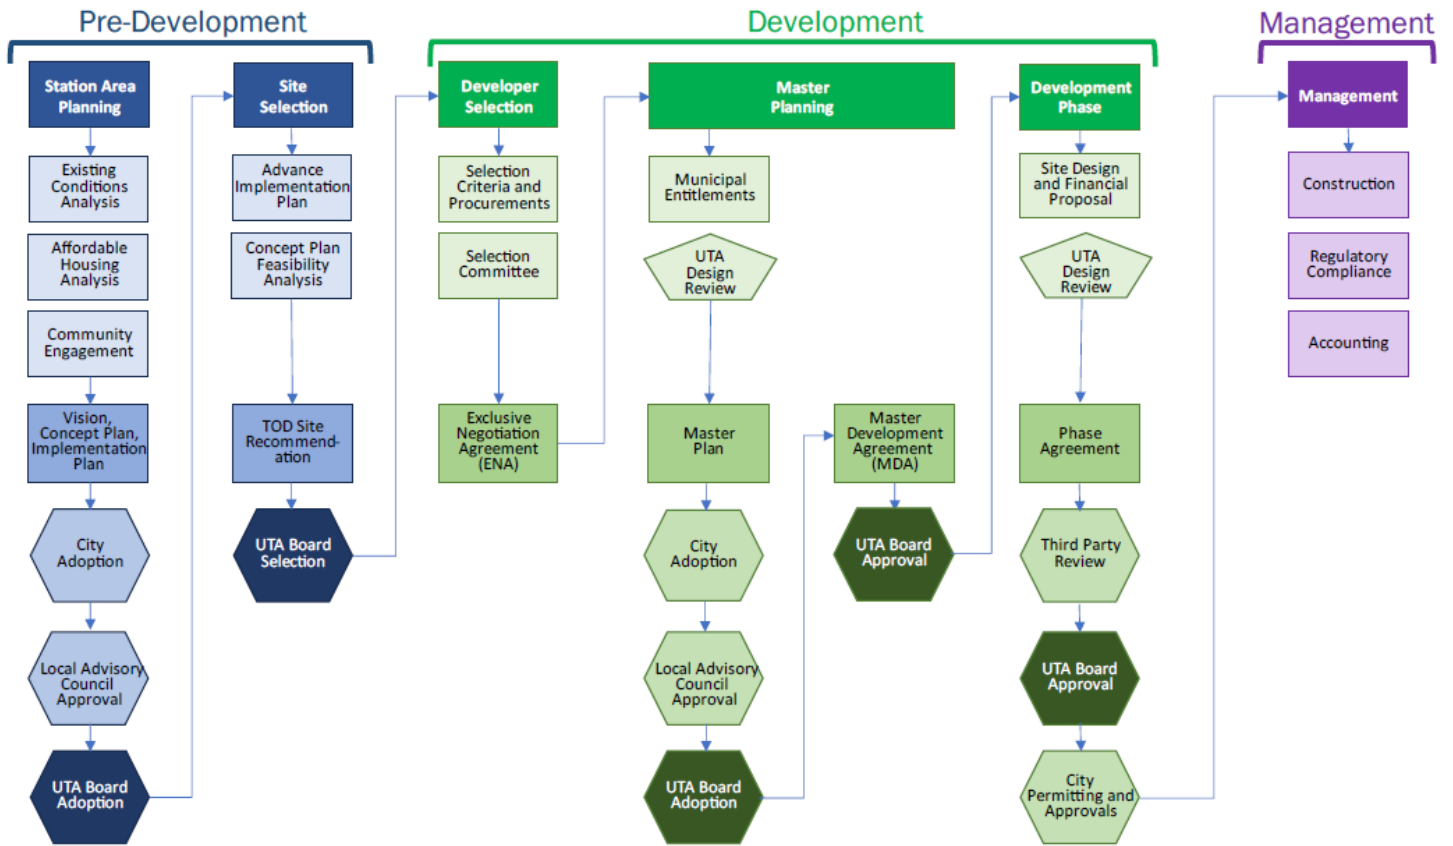 Pre-Development
Development
Management
Station Area
Planning
Existing
Conditions
Analysis
Affordable
Housing
Analysis
Community
Engagement
Vision,
Concept Plan,
Implementation
Plan
City
Adoption
Local Advisory
Council
Approval
UTA Board
Adoption
Site
Selection
Advance
Implementation
Plan
Concept Plan
Feasibility
Analysis
TOD Site
Recommend-
ation
UTA Board
Selection
Developer
Selection
Selection
Criteria and
Procurements
Selection
Committee
Exclusive
Negotiation
Agreement
(ENA)
Master
Planning
Municipal
Entitlements
UTA
Design
Review
Master
Plan
City
Adoption
Local Advisory
Council
Approval
UTA Board
Adoption
Master
Development
Agreement
(MDA)
UTA Board
Approval
Development
Phase
Site Design
and Financial
Proposal
UTA
Design
Review
Phase
Agreement
Third Party
Review
UTA Board
Approval
City
Permitting and
Approvals
Management
Construction
Regulatory
Compliance
Accounting